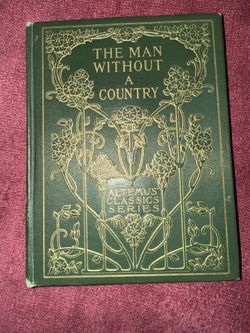 THE MAN
WITHOUT
A
COUNTRY
ALTEMUS'
CLASSICS
SERIES